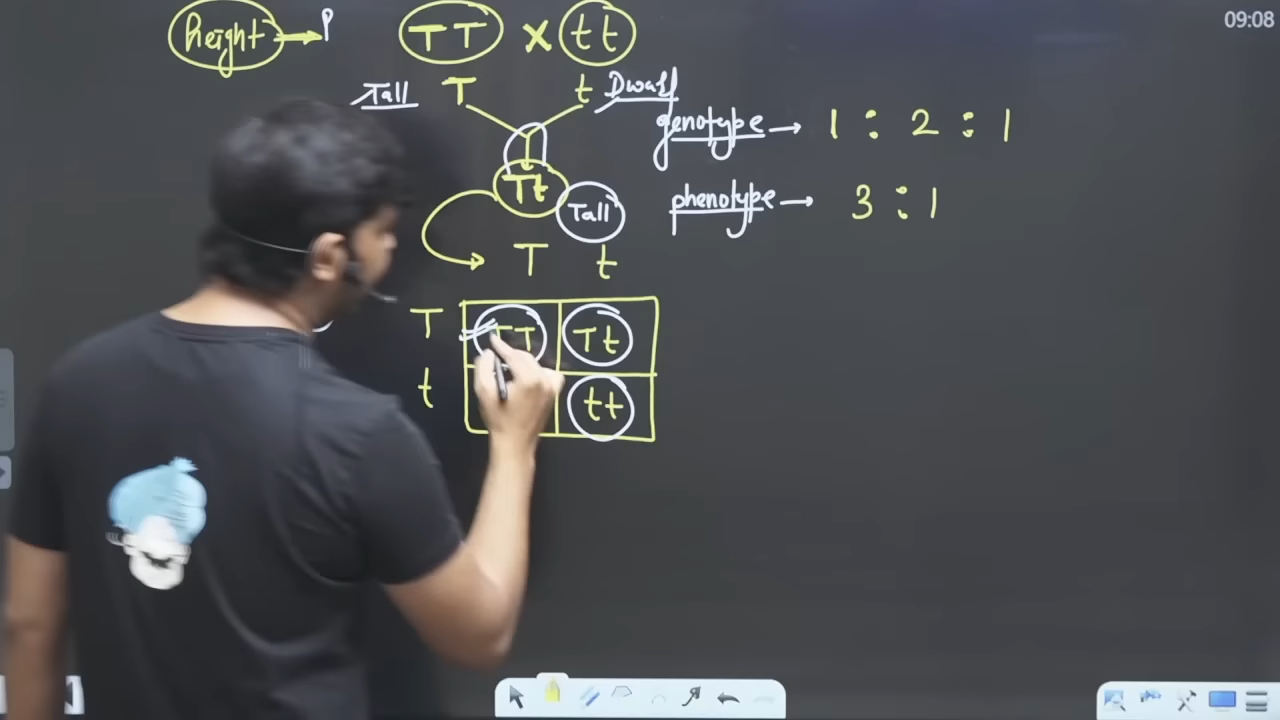 height → P TT × tt
09:08
Tall T t Dwarf
genotype → 1 : 2 : 1
Tt Tall
phenotype → 3 : 1
T t
T TT Tt
t tt